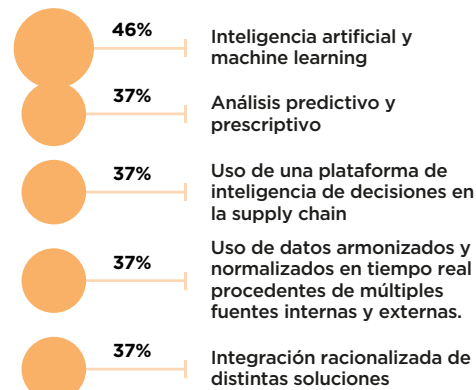 46%
Inteligencia artificial y
machine learning
37%
Análisis predictivo y
prescriptivo
37%
Uso de una plataforma de
inteligencia de decisiones en
la supply chain
37%
Uso de datos armonizados y
normalizados en tiempo real
procedentes de múltiples
fuentes internas y externas.
37%
Integración racionalizada de
distintas soluciones